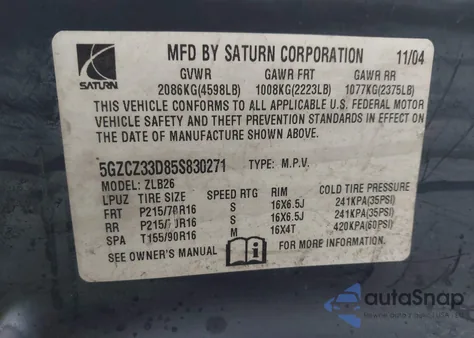 MFD BY SATURN CORPORATION 11/04
SATURN
GVWR GAWR FRT GAWR RR
2086KG(4598LB) 1008KG(2223LB) 1077KG(2375LB)
THIS VEHICLE CONFORMS TO ALL APPLICABLE U.S. FEDERAL MOTOR
VEHICLE SAFETY AND THEFT PREVENTION STANDARDS IN EFFECT ON THE
DATE OF MANUFACTURE SHOWN ABOVE.
5GZCZ33D85S830271 TYPE: M.P.V.
MODEL: ZLB26
LPUZ TIRE SIZE SPEED RTG RIM COLD TIRE PRESSURE
FRT P215/70R16 S 16X6.5J 241KPA(35PSI)
RR S 16X6.5J 241KPA(35PSI)
SPA T155/90R16 M 16X4T 420KPA(60PSI)
SEE OWNER'S MANUAL FOR MORE INFORMATION.
autoSnap